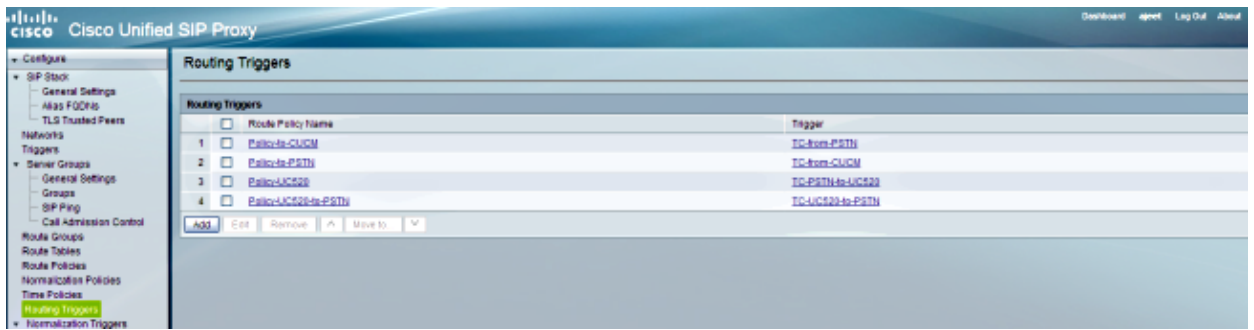 CISCO Cisco Unified SIP Proxy
Dashboard ajeet Log Out About
Configure
SIP Stack
General Settings
Alias FQDNs
TLS Trusted Peers
Networks
Triggers
Server Groups
General Settings
Groups
SIP Ping
Call Admission Control
Route Groups
Route Tables
Route Policies
Normalization Policies
Time Policies
Routing Triggers
Normalization Triggers
Routing Triggers
Routing Triggers
Route Policy Name Trigger
1 Policy-to-CUCM TC-from-PSTN
2 Policy-to-PSTN TC-from-CUCM
3 Policy-UC520 TC-PSTN-to-UC520
4 Policy-UC520-to-PSTN TC-UC520-to-PSTN
Add Edit Remove Move to